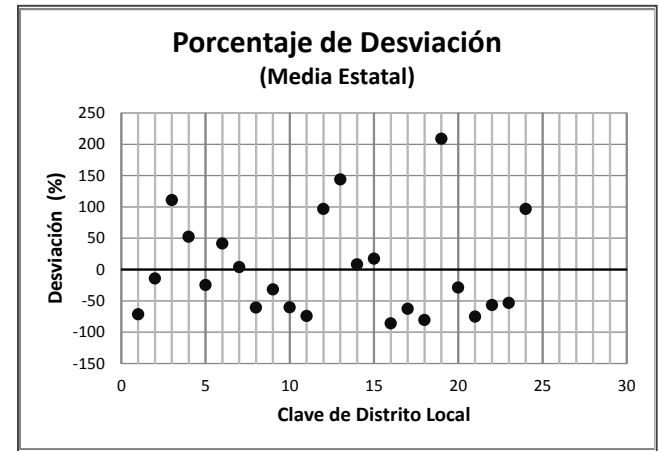 Porcentaje de Desviación
(Media Estatal)
250
200
150
100
50
0
-50
-100
-150
Desviación (%)
0 5 10 15 20 25 30
Clave de Distrito Local